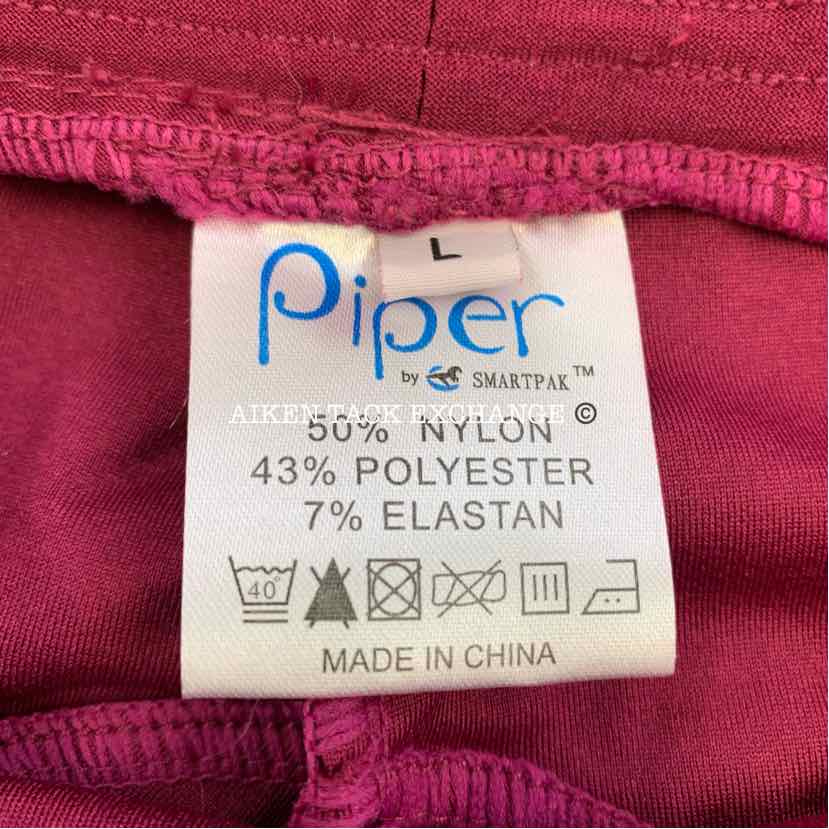 L
Piper
by SMARTPAK™
AIKEN TACK EXCHANGE ©
50% NYLON
43% POLYESTER
7% ELASTAN
40°
MADE IN CHINA